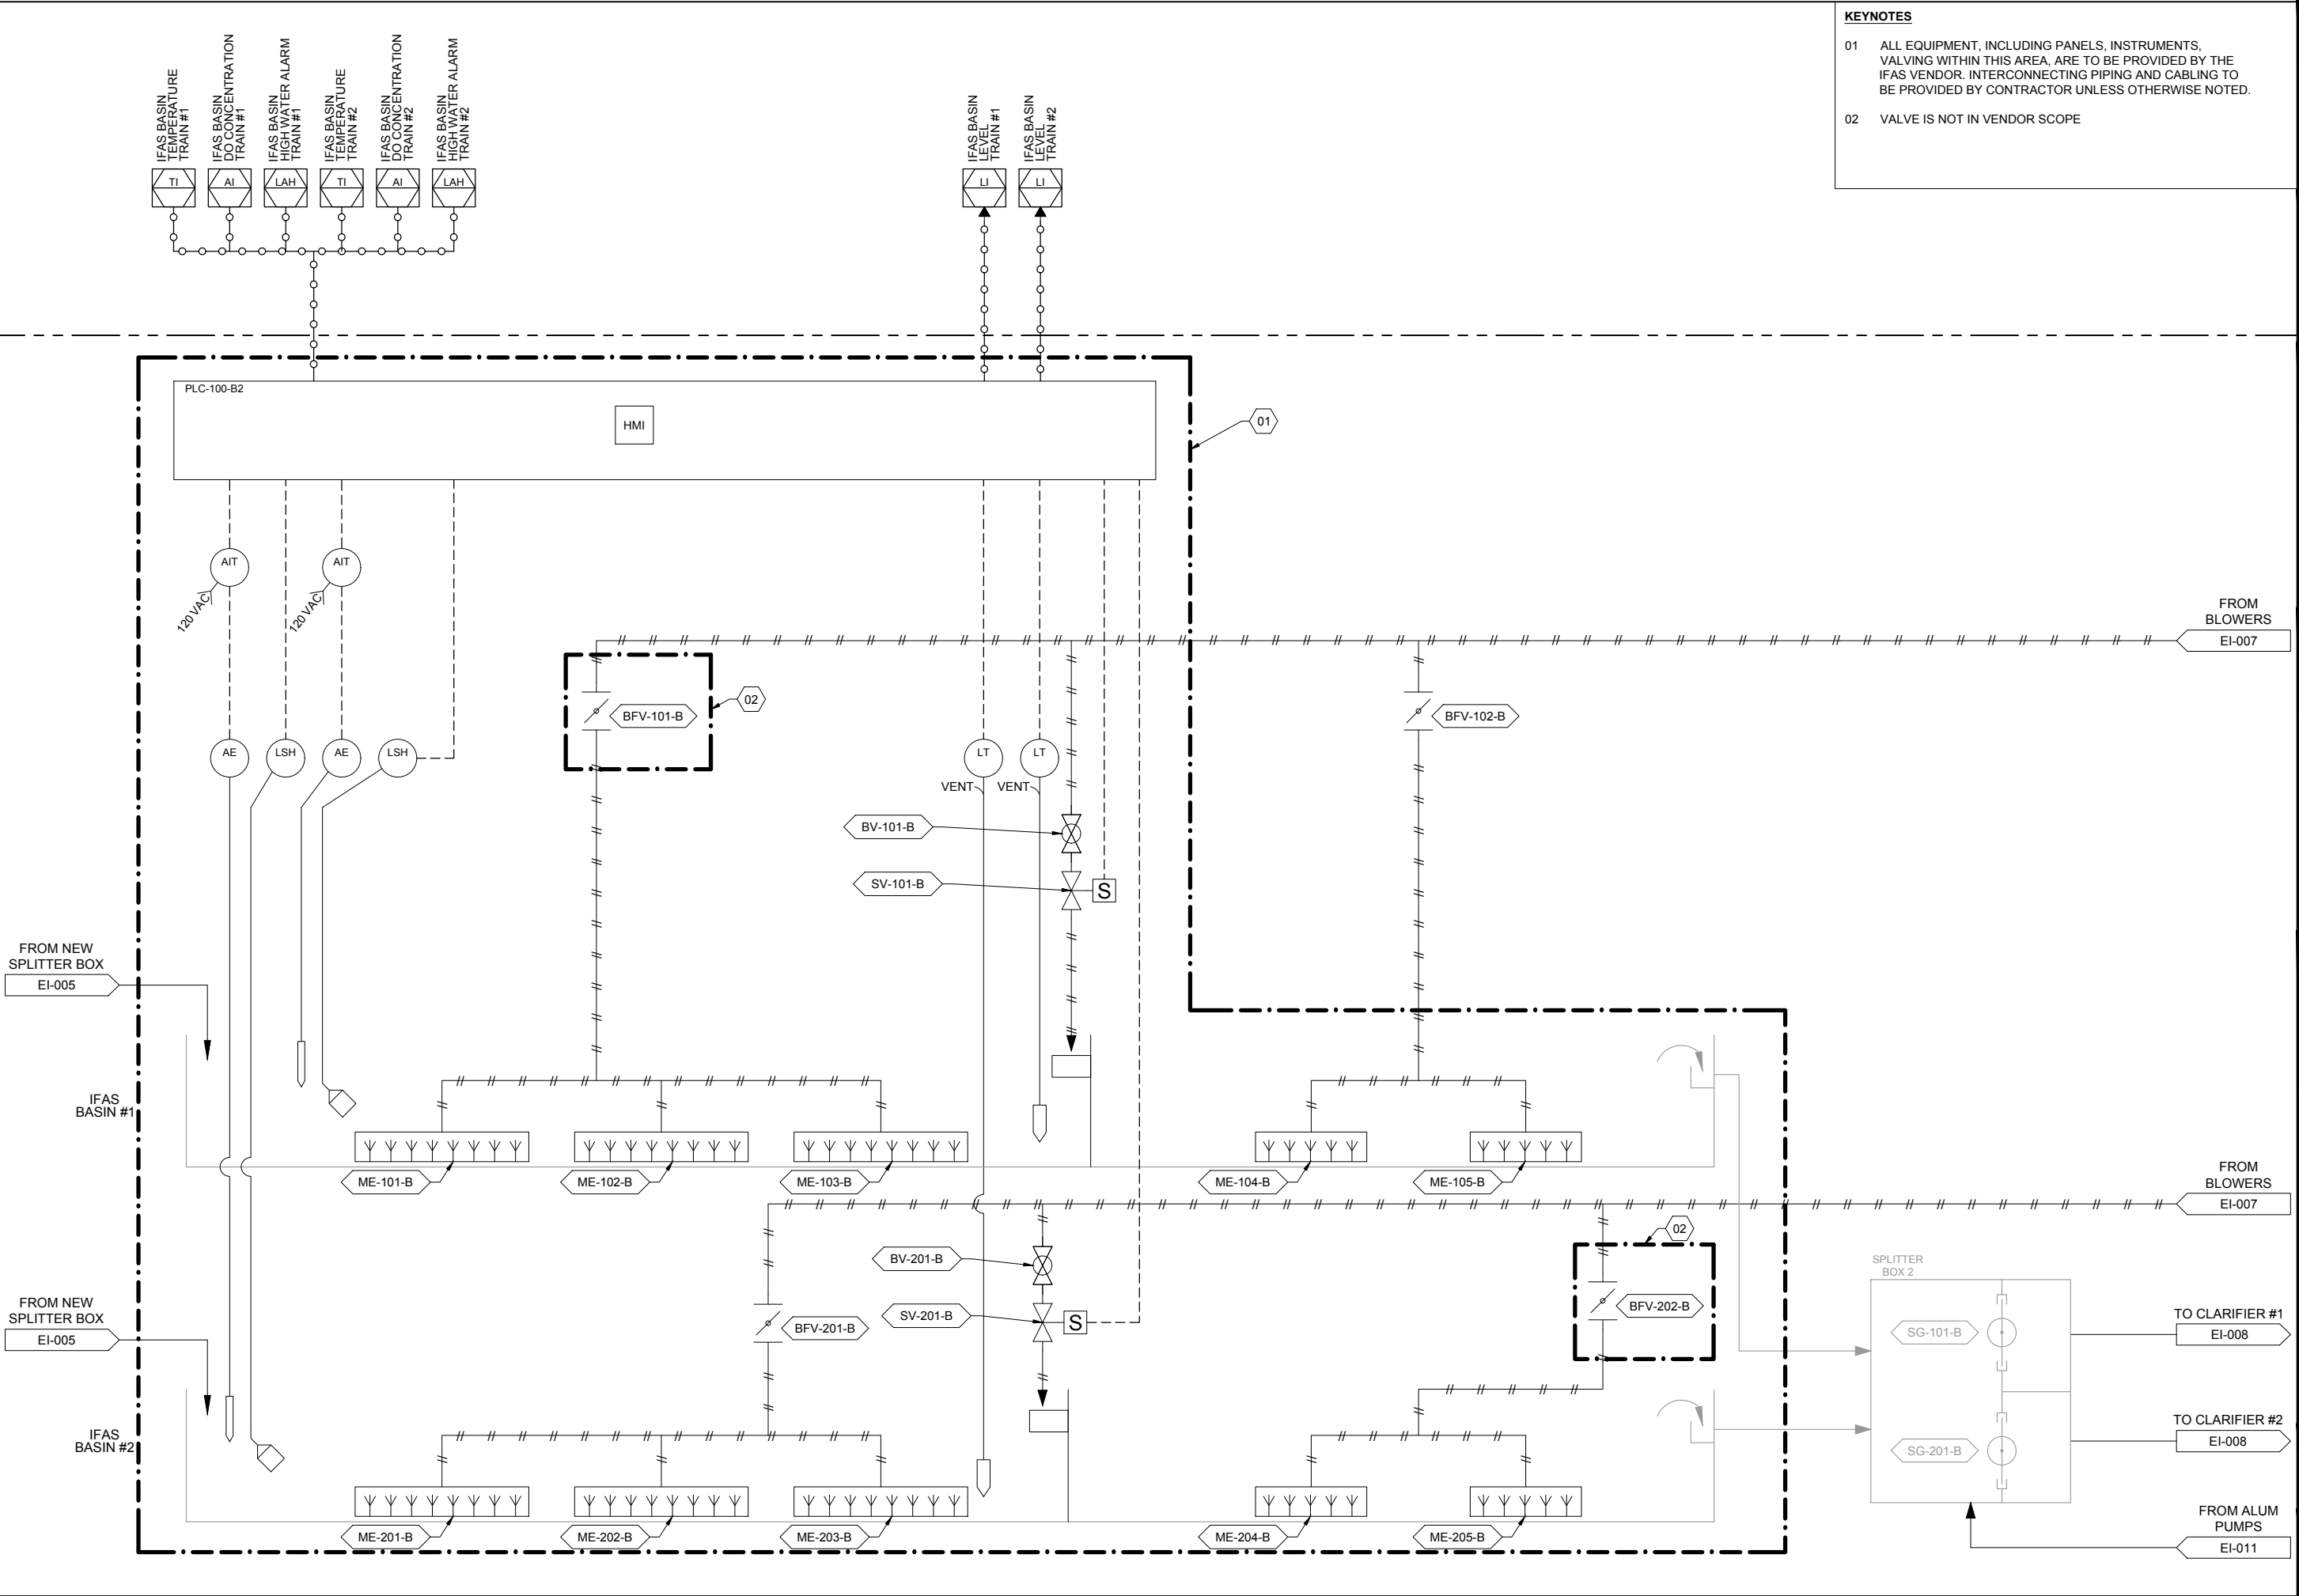 KEYNOTES
01 ALL EQUIPMENT, INCLUDING PANELS, INSTRUMENTS,
VALVING WITHIN THIS AREA, ARE TO BE PROVIDED BY THE
IFAS VENDOR. INTERCONNECTING PIPING AND CABLING TO
BE PROVIDED BY CONTRACTOR UNLESS OTHERWISE NOTED.
02 VALVE IS NOT IN VENDOR SCOPE
IFAS BASIN
TEMPERATURE
TRAIN #1
IFAS BASIN
DO CONCENTRATION
TRAIN #1
IFAS BASIN
HIGH WATER ALARM
TRAIN #1
IFAS BASIN
TEMPERATURE
TRAIN #2
IFAS BASIN
DO CONCENTRATION
TRAIN #2
IFAS BASIN
HIGH WATER ALARM
TRAIN #2
IFAS BASIN
LEVEL
TRAIN #1
IFAS BASIN
LEVEL
TRAIN #2
TI
AI
LAH
TI
AI
LAH
LI
LI
PLC-100-B2
HMI
01
AIT
AIT
120 VAC
120 VAC
FROM
BLOWERS
EI-007
02
BFV-101-B
BFV-102-B
AE
LSH
AE
LSH
LT
LT
VENT
VENT
BV-101-B
SV-101-B
S
FROM NEW
SPLITTER BOX
EI-005
IFAS
BASIN #1
ME-101-B
ME-102-B
ME-103-B
ME-104-B
ME-105-B
FROM
BLOWERS
EI-007
02
BV-201-B
SPLITTER
BOX 2
FROM NEW
SPLITTER BOX
EI-005
BFV-201-B
SV-201-B
S
BFV-202-B
SG-101-B
TO CLARIFIER #1
EI-008
IFAS
BASIN #2
SG-201-B
TO CLARIFIER #2
EI-008
ME-201-B
ME-202-B
ME-203-B
ME-204-B
ME-205-B
FROM ALUM
PUMPS
EI-011